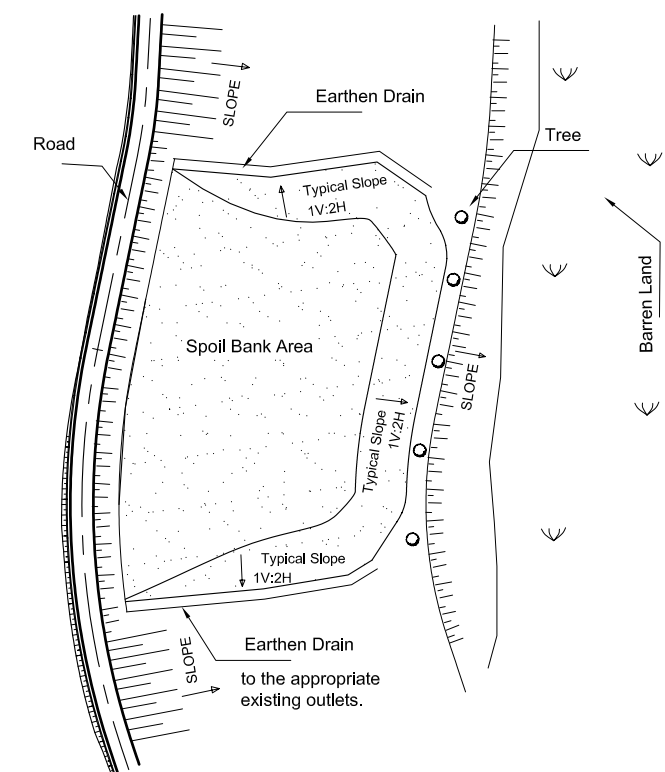 SLOPE
Earthen Drain
Road
Tree
Typical Slope
1V:2H
Barren Land
Spoil Bank Area
SLOPE
Typical Slope
1V:2H
Typical Slope
1V:2H
SLOPE
Earthen Drain
to the appropriate
existing outlets.